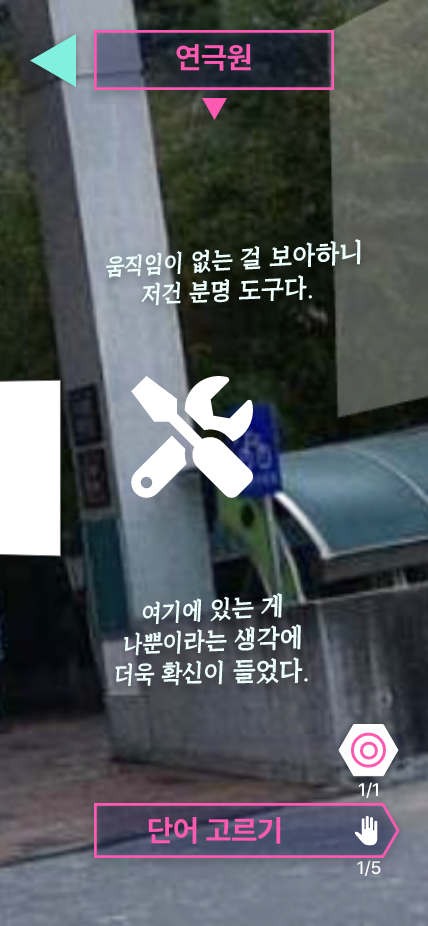 연극원
움직임이 없는 걸 보아하니
저건 분명 도구다.
여기에 있는 게
나뿐이라는 생각에
더욱 확신이 들었다.
1/1
단어 고르기
1/5